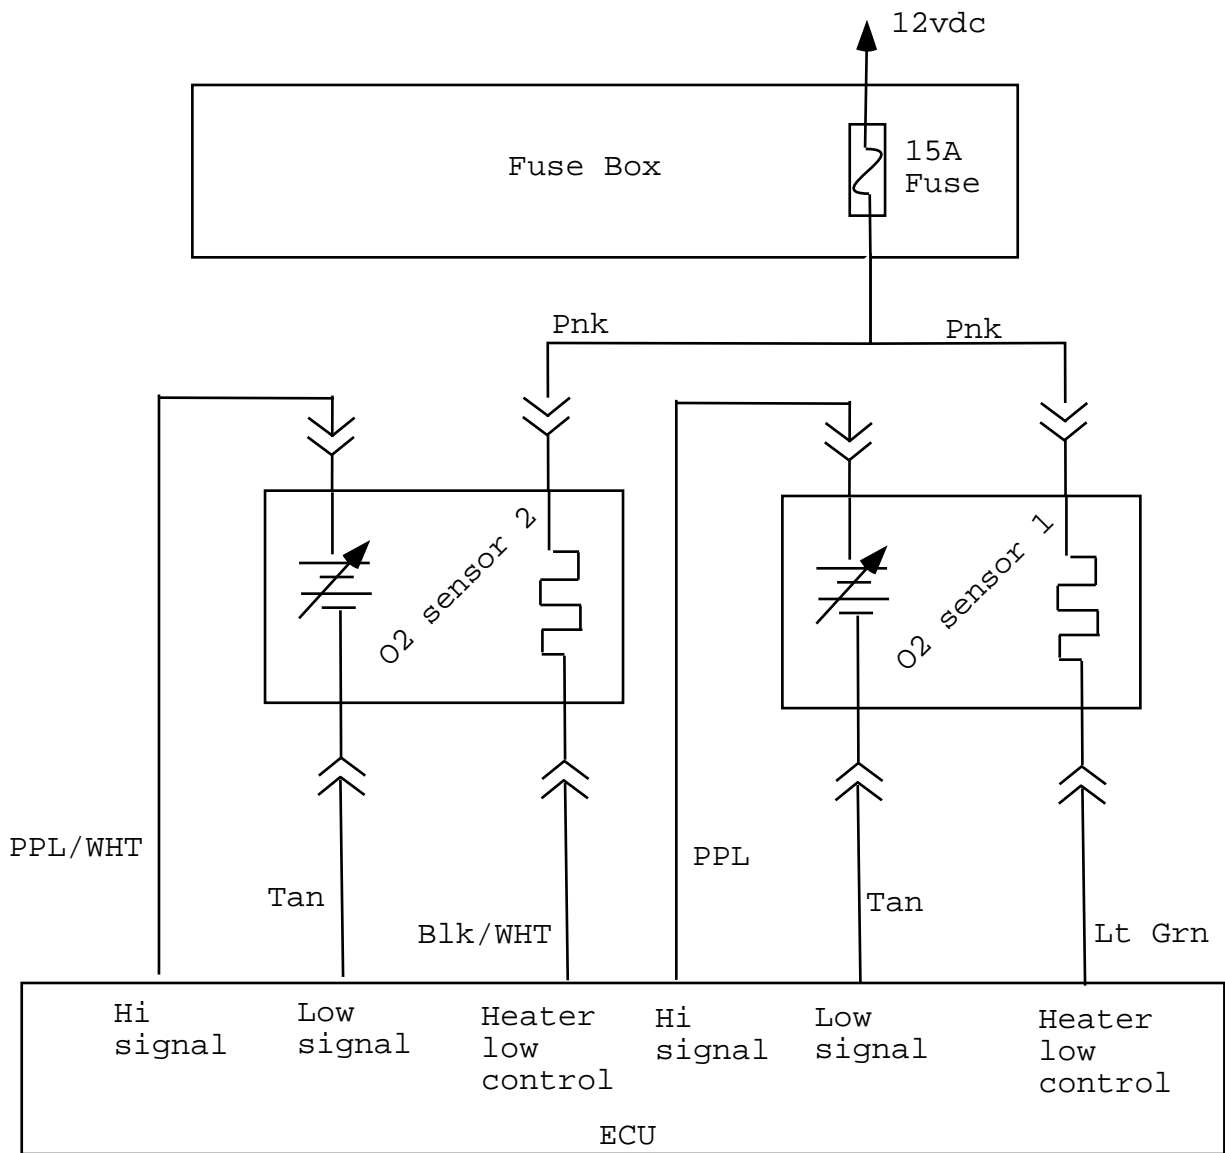 12vdc
Fuse Box
15A
Fuse
Pnk
Pnk
O2 sensor 2
O2 sensor 1
PPL/WHT
Tan
Blk/WHT
PPL
Tan
Lt Grn
Hi
signal
Low
signal
Heater
low
control
Hi
signal
Low
signal
Heater
low
control
ECU